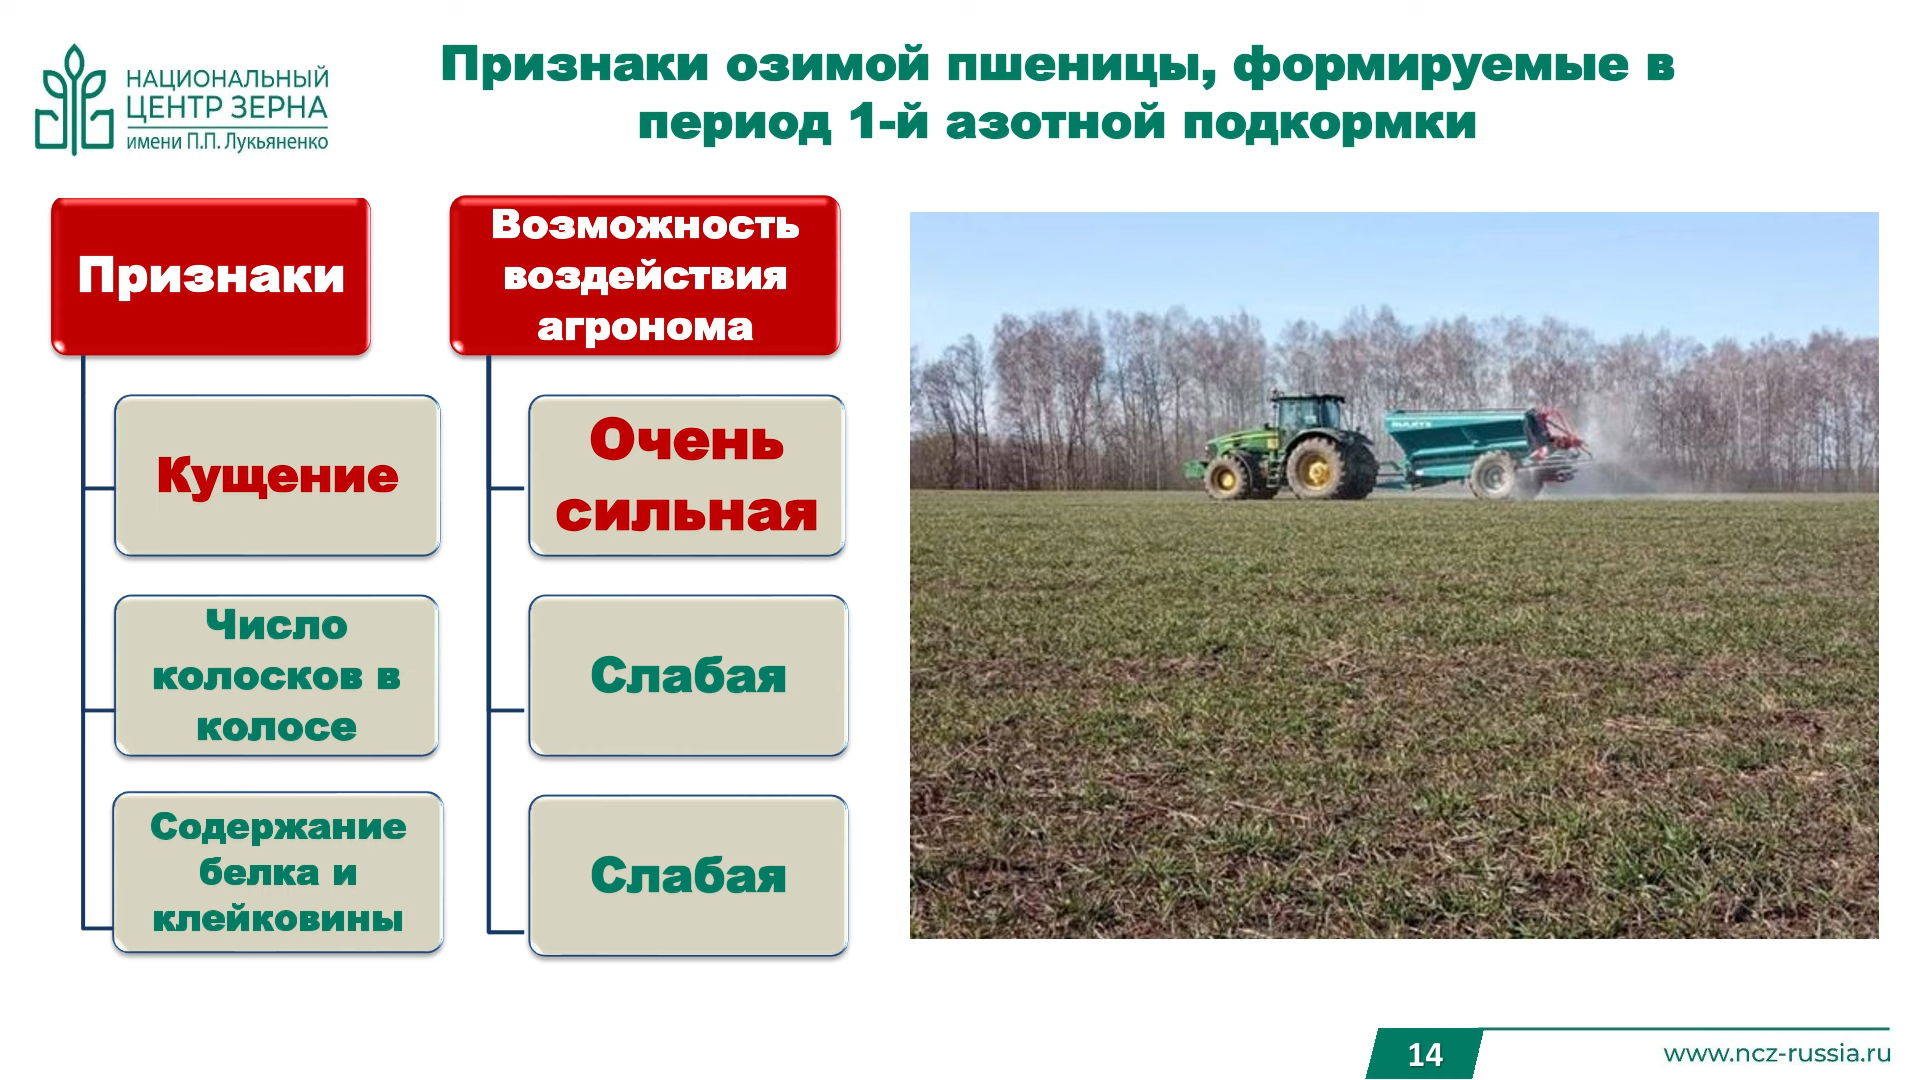 НАЦИОНАЛЬНЫЙ
ЦЕНТР ЗЕРНА
имени П.П. Лукьяненко
Признаки озимой пшеницы, формируемые в
период 1-й азотной подкормки
Признаки
Возможность
воздействия
агронома
Кущение
Очень
сильная
Число
колосков в
колосе
Слабая
Содержание
белка и
клейковины
Слабая
14
www.ncz-russia.ru